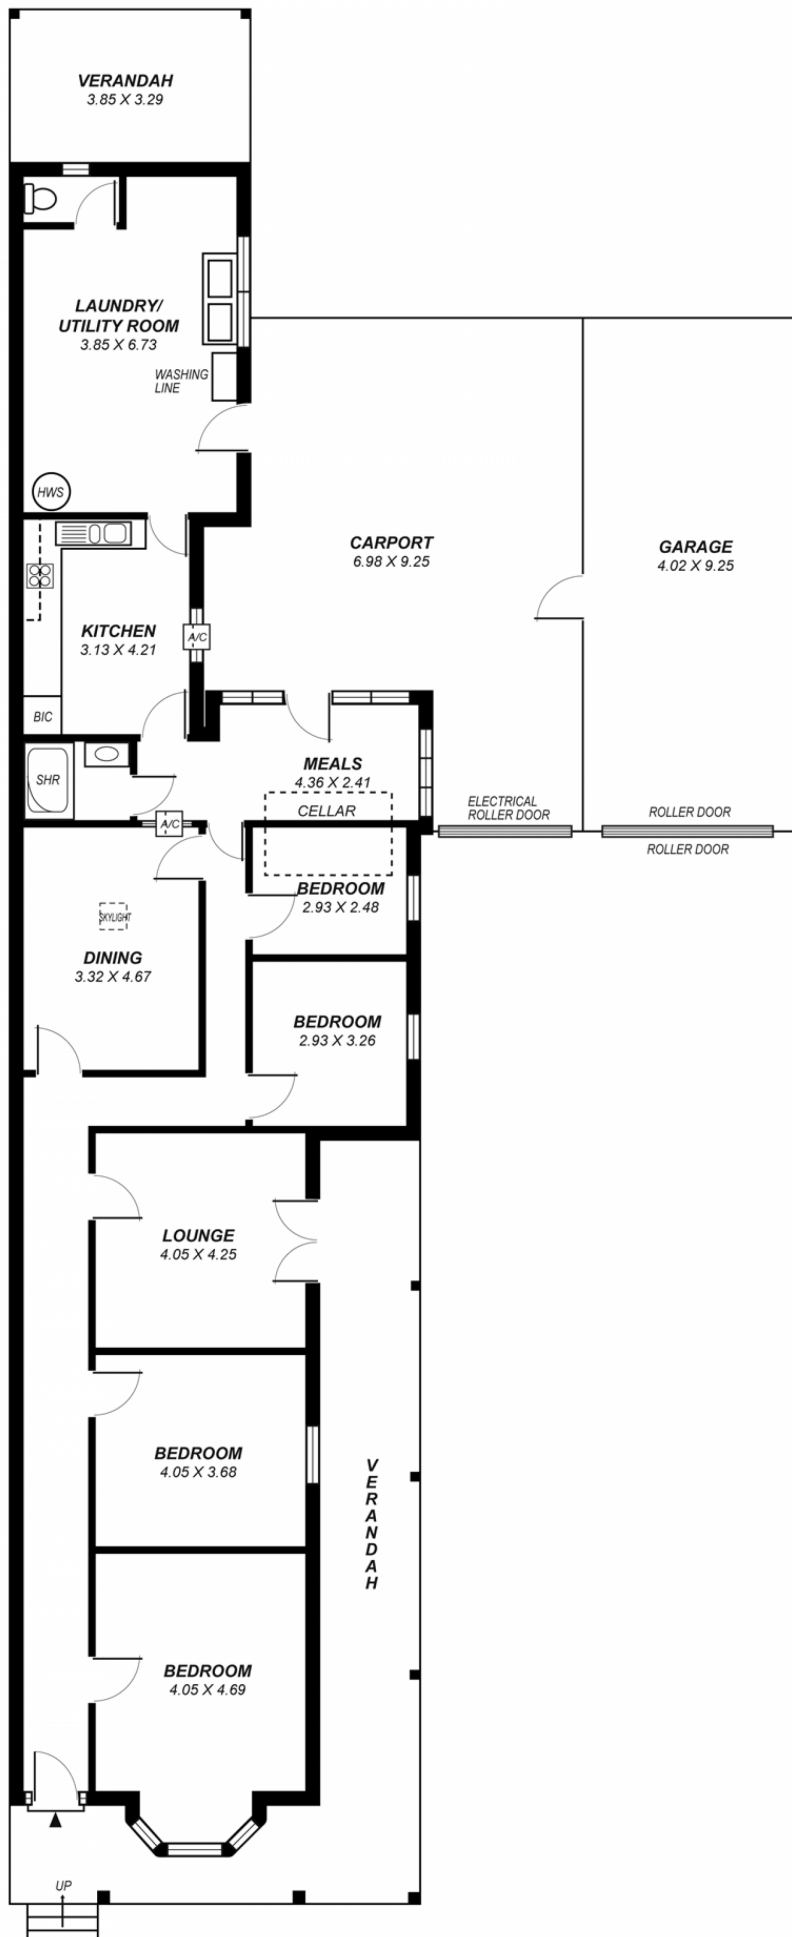 VERANDAH
3.85 X 3.29
LAUNDRY/
UTILITY ROOM
3.85 X 6.73
WASHING
LINE
HWS
CARPORT
6.98 X 9.25
GARAGE
4.02 X 9.25
KITCHEN
3.13 X 4.21
A/C
BIC
SHR
MEALS
4.36 X 2.41
CELLAR
ELECTRICAL
ROLLER DOOR
ROLLER DOOR
ROLLER DOOR
A/C
BEDROOM
2.93 X 2.48
SKYLIGHT
DINING
3.32 X 4.67
BEDROOM
2.93 X 3.26
LOUNGE
4.05 X 4.25
BEDROOM
4.05 X 3.68
VERANDAH
BEDROOM
4.05 X 4.69
UP